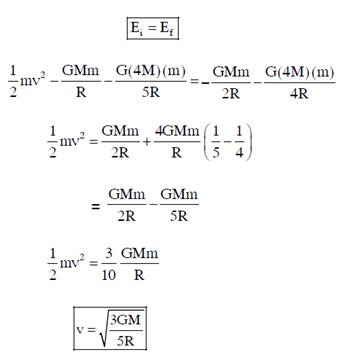 E_i = E_f
\frac{1}{2}mv^2 - \frac{GMm}{R} - \frac{G(4M)(m)}{5R} = -\frac{GMm}{2R} - \frac{G(4M)(m)}{4R}
\frac{1}{2}mv^2 = \frac{GMm}{2R} + \frac{4GMm}{R}\left(\frac{1}{5} - \frac{1}{4}\right)
= \frac{GMm}{2R} - \frac{GMm}{5R}
\frac{1}{2}mv^2 = \frac{3}{10}\frac{GMm}{R}
v = \sqrt{\frac{3GM}{5R}}